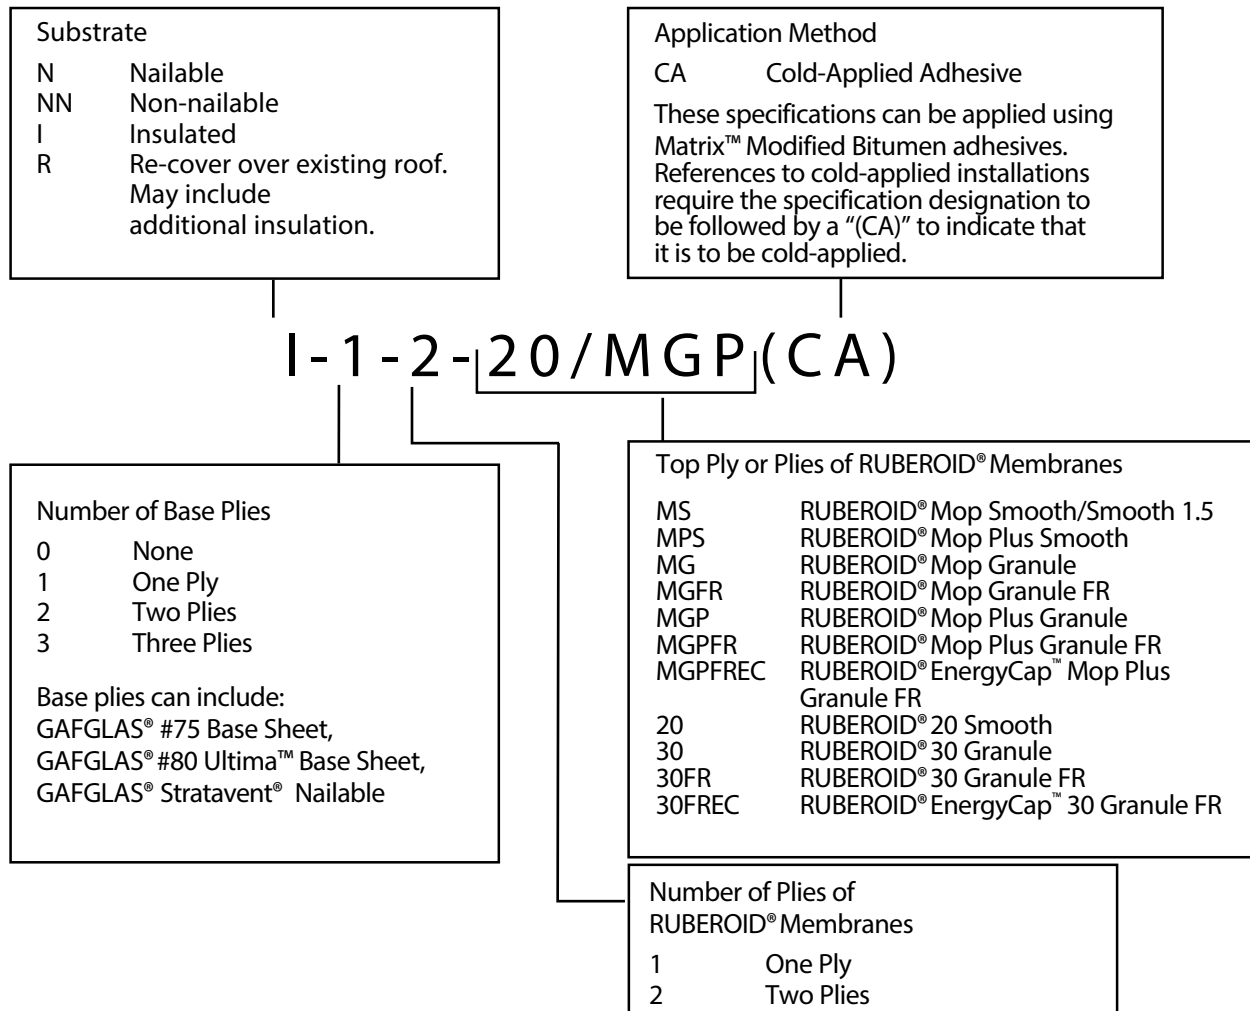 Substrate
N Nailable
NN Non-nailable
I Insulated
R Re-cover over existing roof.
May include
additional insulation.
Application Method
CA Cold-Applied Adhesive
These specifications can be applied using
Matrix™ Modified Bitumen adhesives.
References to cold-applied installations
require the specification designation to
be followed by a “(CA)” to indicate that
it is to be cold-applied.
I-1-2-20/MGP(CA)
Number of Base Plies
0 None
1 One Ply
2 Two Plies
3 Three Plies
Base plies can include:
GAFGLAS® #75 Base Sheet,
GAFGLAS® #80 Ultima™ Base Sheet,
GAFGLAS® Stratavent® Nailable
Top Ply or Plies of RUBEROID® Membranes
MS RUBEROID® Mop Smooth/Smooth 1.5
MPS RUBEROID® Mop Plus Smooth
MG RUBEROID® Mop Granule
MGFR RUBEROID® Mop Granule FR
MGP RUBEROID® Mop Plus Granule
MGPFR RUBEROID® Mop Plus Granule FR
MGPFREC RUBEROID® EnergyCap™ Mop Plus
Granule FR
20 RUBEROID® 20 Smooth
30 RUBEROID® 30 Granule
30FR RUBEROID® 30 Granule FR
30FREC RUBEROID® EnergyCap™ 30 Granule FR
Number of Plies of
RUBEROID® Membranes
1 One Ply
2 Two Plies